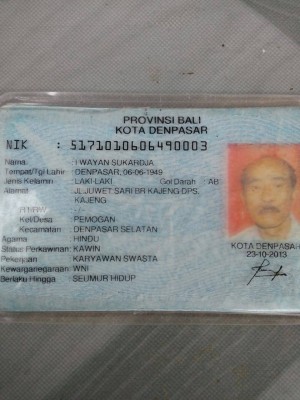 PROVINSI BALI
KOTA DENPASAR
NIK : 5171010606490003
Nama : I WAYAN SUKARDJA
Tempat/Tgl Lahir : DENPASAR, 06-06-1949
Jenis Kelamin : LAKI-LAKI Gol Darah : AB
Alamat : JL.JUWET SARI BR KAJENG DPS.
KAJENG
RT/RW
Kel/Desa : PEMOGAN
Kecamatan : DENPASAR SELATAN
Agama : HINDU
Status Perkawinan: KAWIN
Pekerjaan : KARYAWAN SWASTA
Kewarganegaraan: WNI
Berlaku Hingga : SEUMUR HIDUP
KOTA DENPASAR
23-10-2013